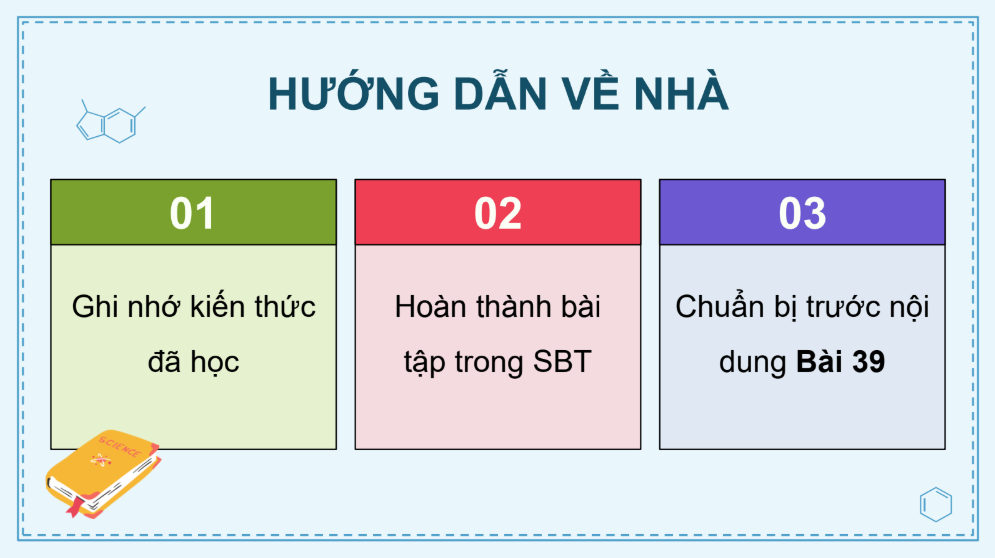 HƯỚNG DẪN VỀ NHÀ
01
Ghi nhớ kiến thức
đã học
02
Hoàn thành bài
tập trong SBT
03
Chuẩn bị trước nội
dung Bài 39
SCIENCE